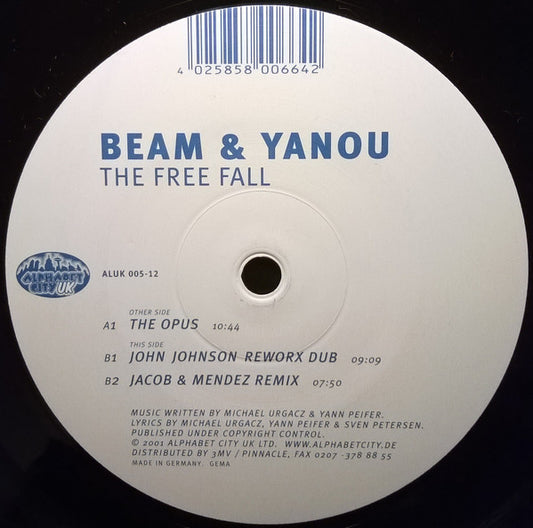 4 025858 006642
BEAM & YANOU
THE FREE FALL
ALPHABET
CITY UK
ALUK 005-12
OTHER SIDE
A1 THE OPUS 10:44
THIS SIDE
B1 JOHN JOHNSON REWORX DUB 09:09
B2 JACOB & MENDEZ REMIX 07:50
MUSIC WRITTEN BY MICHAEL URGACZ & YANN PEIFER.
LYRICS BY MICHAEL URGACZ, YANN PEIFER & SVEN PETERSEN.
PUBLISHED UNDER COPYRIGHT CONTROL.
© 2001 ALPHABET CITY UK LTD. WWW.ALPHABETCITY.DE
DISTRIBUTED BY 3MV / PINNACLE, FAX 0207 -378 88 55
MADE IN GERMANY. GEMA